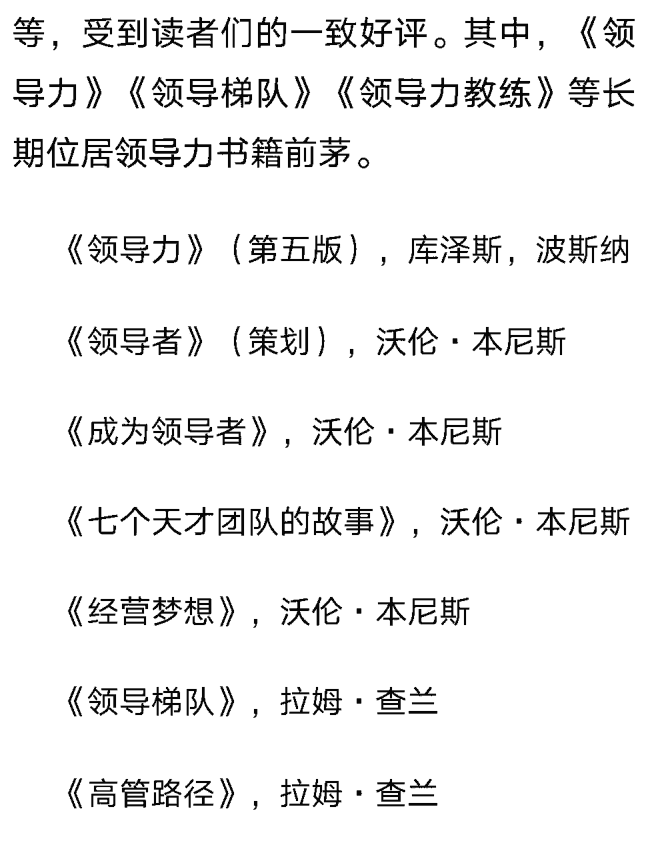 等，受到读者们的一致好评。其中，《领
导力》《领导梯队》《领导力教练》等长
期位居领导力书籍前茅。
《领导力》（第五版），库泽斯，波斯纳
《领导者》（策划），沃伦·本尼斯
《成为领导者》，沃伦·本尼斯
《七个天才团队的故事》，沃伦·本尼斯
《经营梦想》，沃伦·本尼斯
《领导梯队》，拉姆·查兰
《高管路径》，拉姆·查兰